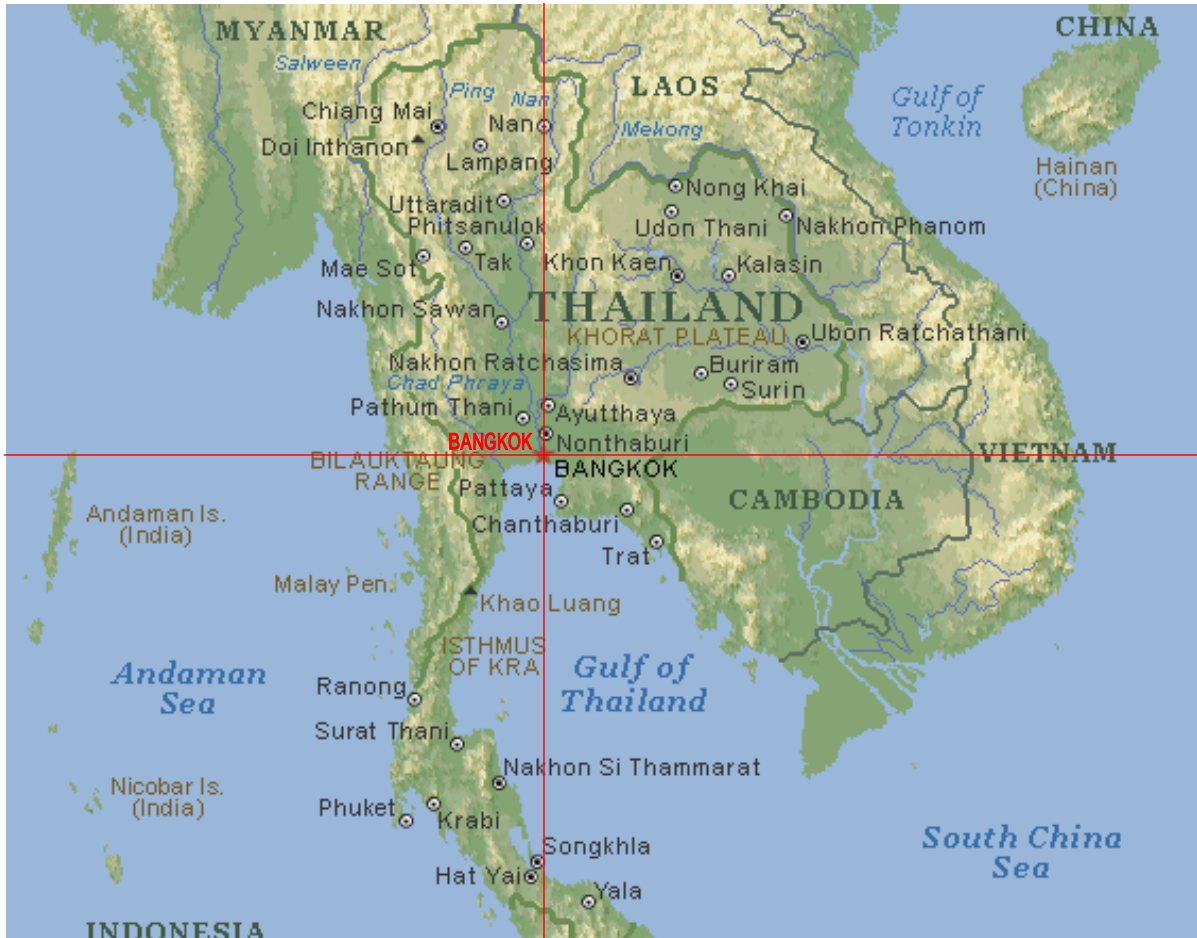 MYANMAR
CHINA
Salween
LAOS
Ping
Nan
Gulf of
Tonkin
Chiang Mai
Nan
Mekong
Doi Inthanon
Lampang
Hainan
(China)
Nong Khai
Uttaradit
Phitsanulok
Udon Thani
Nakhon Phanom
Mae Sot
Tak
Khon Kaen
Kalasin
Nakhon Sawan
THAILAND
KHORAT PLATEAU
Ubon Ratchathani
Nakhon Ratchasima
Buriram
Chad Phraya
Surin
Pathum Thani
Ayutthaya
BANGKOK
Nonthaburi
VIETNAM
BILAUKTAUNG
RANGE
BANGKOK
Pattaya
CAMBODIA
Andaman Is.
(India)
Chanthaburi
Trat
Malay Pen.
Khao Luang
ISTHMUS
OF KRA
Andaman
Sea
Gulf of
Thailand
Ranong
Surat Thani
Nakhon Si Thammarat
Nicobar Is.
(India)
Phuket
Krabi
South China
Sea
Songkhla
Hat Yai
Yala
INDONESIA